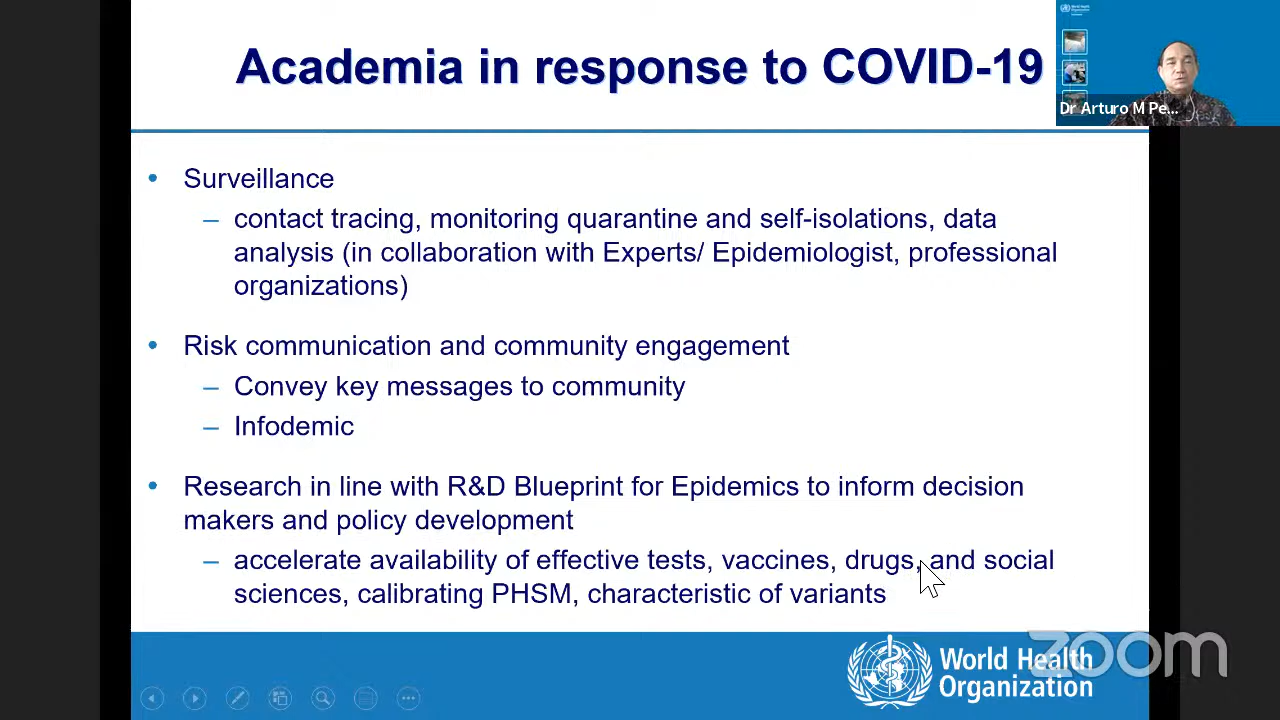 Academia in response to COVID-19
World Health
Organization
Dr Arturo M Pe...
• Surveillance
– contact tracing, monitoring quarantine and self-isolations, data
analysis (in collaboration with Experts/ Epidemiologist, professional
organizations)
• Risk communication and community engagement
– Convey key messages to community
– Infodemic
• Research in line with R&D Blueprint for Epidemics to inform decision
makers and policy development
– accelerate availability of effective tests, vaccines, drugs, and social
sciences, calibrating PHSM, characteristic of variants
World Health
Organization
zoom